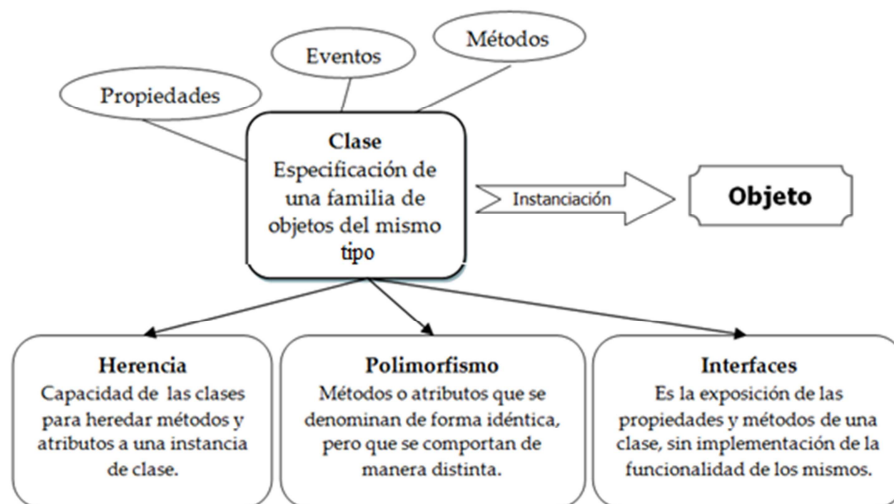 Métodos
Eventos
Propiedades
Clase
Especificación de
una familia de
objetos del mismo
tipo
Instanciación
Objeto
Herencia
Capacidad de las clases
para heredar métodos y
atributos a una instancia
de clase.
Polimorfismo
Métodos o atributos que se
denominan de forma idéntica,
pero que se comportan de
manera distinta.
Interfaces
Es la exposición de las
propiedades y métodos de una
clase, sin implementación de la
funcionalidad de los mismos.